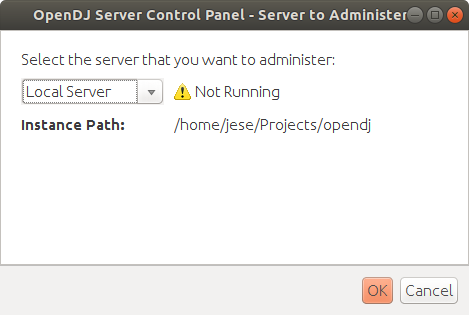 OpenDJ Server Control Panel - Server to Administer
Select the server that you want to administer:
Local Server Not Running
Instance Path: /home/jese/Projects/opendj
OK Cancel